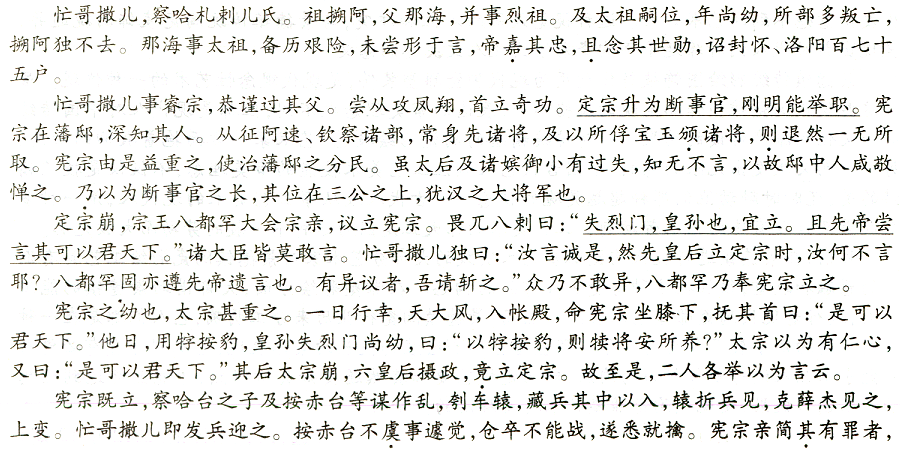 忙哥撒儿,察哈札剌儿氏。祖搠阿,父那海,并事烈祖。及太祖嗣位,年尚幼,所部多叛亡,
搠阿独不去。那海事太祖,备历艰险,未尝形于言,帝嘉其忠,且念其世勋,诏封怀、洛阳百七十
五户。
忙哥撒儿事睿宗,恭谨过其父。尝从攻凤翔,首立奇功。定宗升为断事官,刚明能举职。宪
宗在藩邸,深知其人。从征阿速、钦察诸部,常身先诸将,及以所俘宝玉颁诸将,则退然一无所
取。宪宗由是益重之,使治藩邸之分民。虽太后及诸嫔御小有过失,知无不言,以故邸中人咸敬
惮之。乃以为断事官之长,其位在三公之上,犹汉之大将军也。
定宗崩,宗王八都罕大会宗亲,议立宪宗。畏兀八剌曰:“失烈门,皇孙也,宜立。且先帝尝
言其可以君天下。”诸大臣皆莫敢言。忙哥撒儿独曰:“汝言诚是,然先皇后立定宗时,汝何不言
耶?八都罕固亦遵先帝遗言也。有异议者,吾请斩之。”众乃不敢异,八都罕乃奉宪宗立之。
宪宗之幼也,太宗甚重之。一日行幸,天大风,入帐殿,命宪宗坐膝下,抚其首曰:“是可以
君天下。”他日,用牸按豹,皇孙失烈门尚幼,曰:“以牸按豹,则犊将安所养?”太宗以为有仁心,
又曰:“是可以君天下。”其后太宗崩,六皇后摄政,竟立定宗。故至是,二人各举以为言云。
宪宗既立,察哈台之子及按赤台等谋作乱,刳车辕,藏兵其中以入,辕折兵见,克薛杰见之,
上变。忙哥撒儿即发兵迎之。按赤台不虞事遽觉,仓卒不能战,遂悉就擒。宪宗亲简其有罪者,